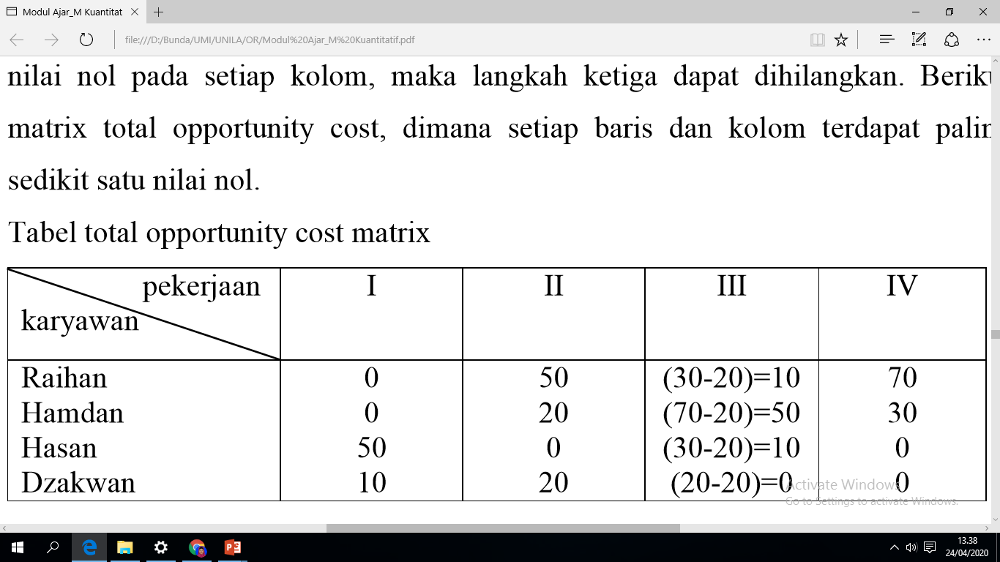 Modul Ajar_M Kuantitat
file:///D:/Bunda/UMI/UNILA/OR/Modul%20Ajar_M%20Kuantitatif.pdf
nilai nol pada setiap kolom, maka langkah ketiga dapat dihilangkan. Beriku
matrix total opportunity cost, dimana setiap baris dan kolom terdapat palin
sedikit satu nilai nol.
Tabel total opportunity cost matrix
pekerjaan I II III IV
karyawan
Raihan 0 50 (30-20)=10 70
Hamdan 0 20 (70-20)=50 30
Hasan 50 0 (30-20)=10 0
Dzakwan 10 20 (20-20)=0 0
Activate Windows
Go to Settings to activate Windows.
13.38
24/04/2020